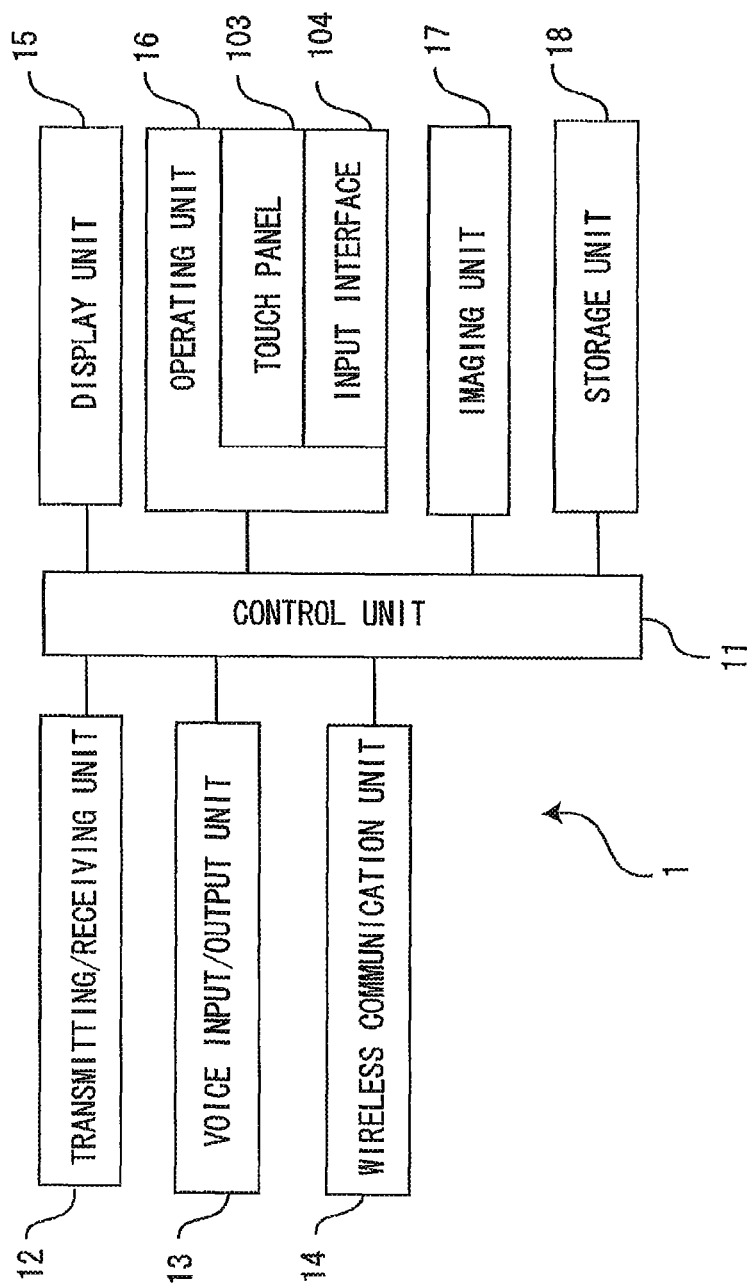 12
TRANSMITTING/RECEIVING UNIT
13
VOICE INPUT/OUTPUT UNIT
14
WIRELESS COMMUNICATION UNIT
1
CONTROL UNIT
11
DISPLAY UNIT
15
OPERATING UNIT
16
TOUCH PANEL
103
INPUT INTERFACE
104
IMAGING UNIT
17
STORAGE UNIT
18